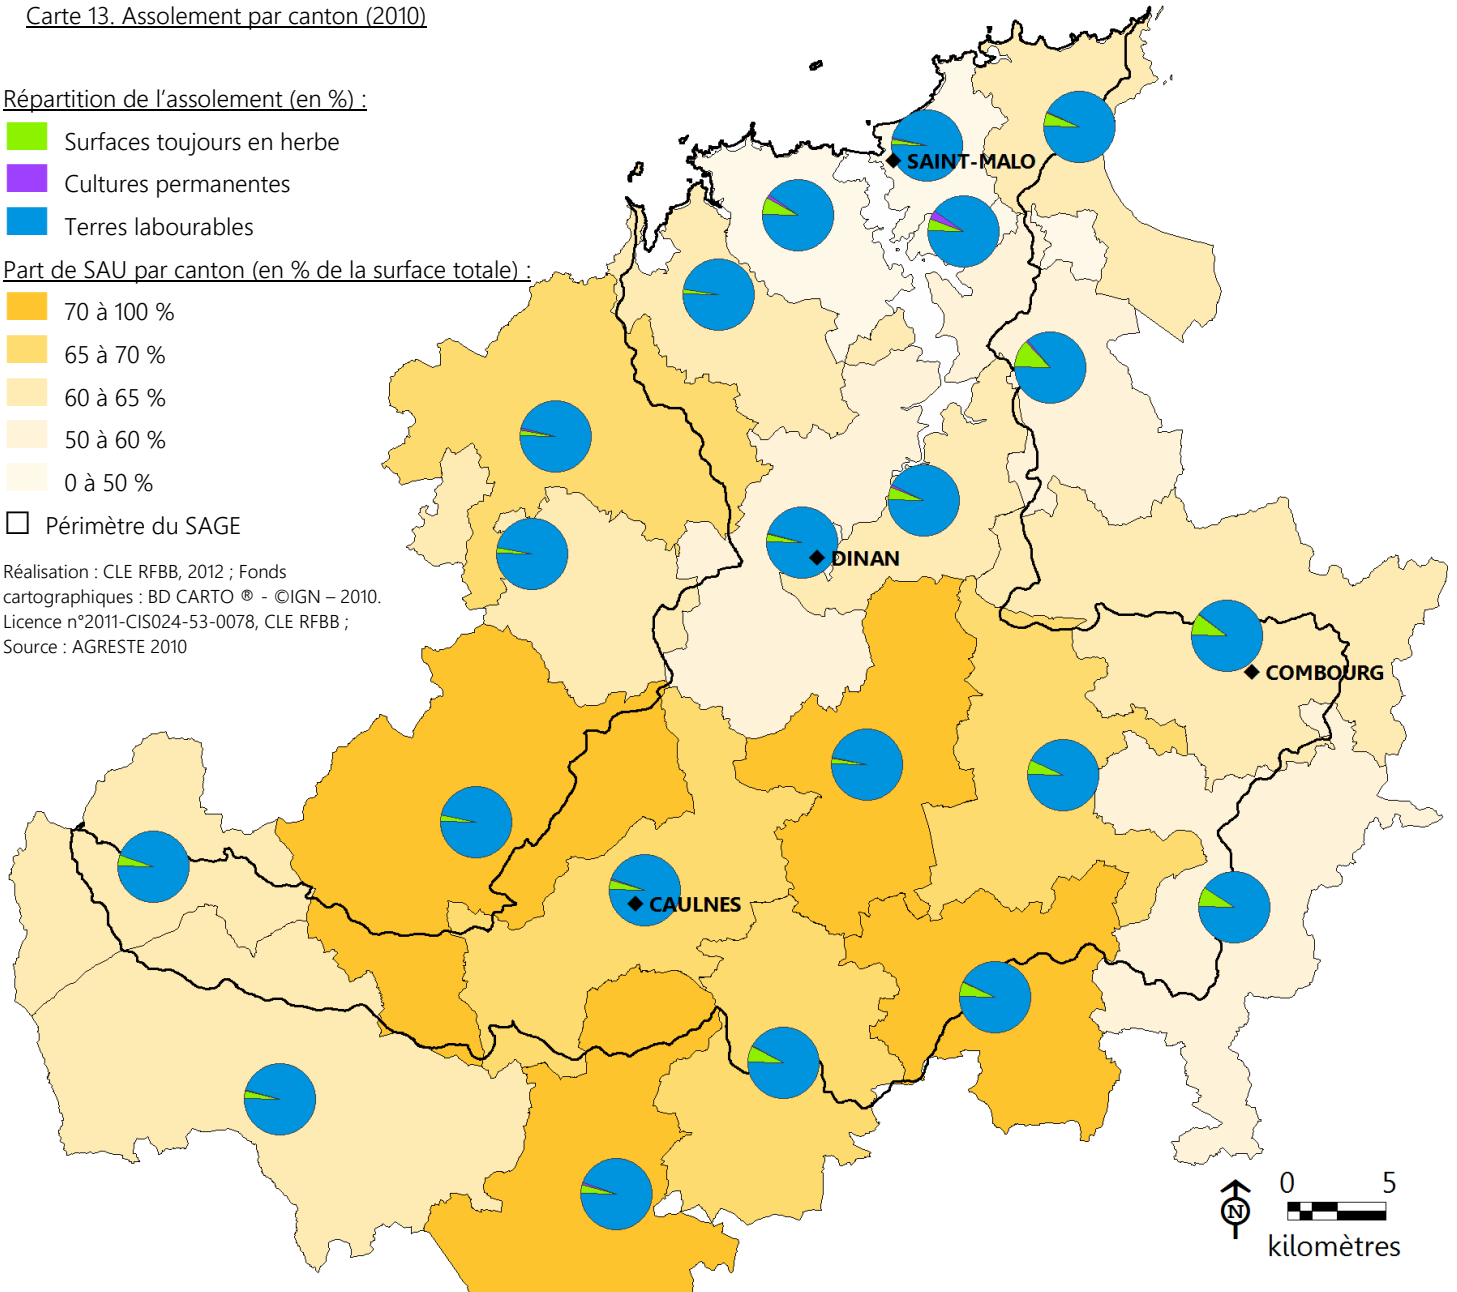 Carte 13. Assolement par canton (2010)
Répartition de l'assolement (en %) :
Surfaces toujours en herbe
Cultures permanentes
Terres labourables
Part de SAU par canton (en % de la surface totale) :
70 à 100 %
65 à 70 %
60 à 65 %
50 à 60 %
0 à 50 %
Périmètre du SAGE
Réalisation : CLE RFBB, 2012 ; Fonds
cartographiques : BD CARTO ® - ©IGN – 2010.
Licence n°2011-CIS024-53-0078, CLE RFBB ;
Source : AGRESTE 2010
SAINT-MALO
DINAN
COMBOURG
CAULNES
N
0 5
kilomètres